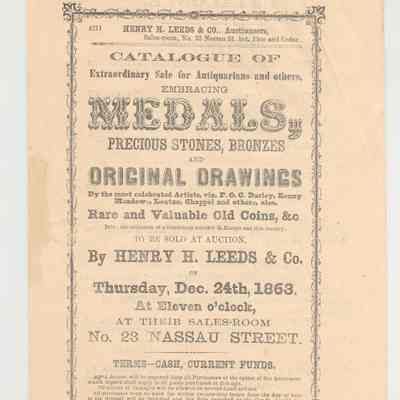 4211 HENRY H. LEEDS & CO., Auctioneers,
Sales-room, No. 23 Nassau St. bet. Pine and Cedar.
CATALOGUE OF
Extraordinary Sale for Antiquarians and others,
EMBRACING
MEDALS,
PRECIOUS STONES, BRONZES
AND
ORIGINAL DRAWINGS
By the most celebrated Artists, viz. F. O. C. Darley, Kenny
Meadows, Chappel and others, also,
Rare and Valuable Old Coins, &c
TO BE SOLD AT AUCTION,
By HENRY H. LEEDS & Co.
ON
Thursday, Dec. 24th, 1863,
At Eleven o'clock,
AT THEIR SALES-ROOM
No. 23 NASSAU STREET.
TERMS—CASH, CURRENT FUNDS.